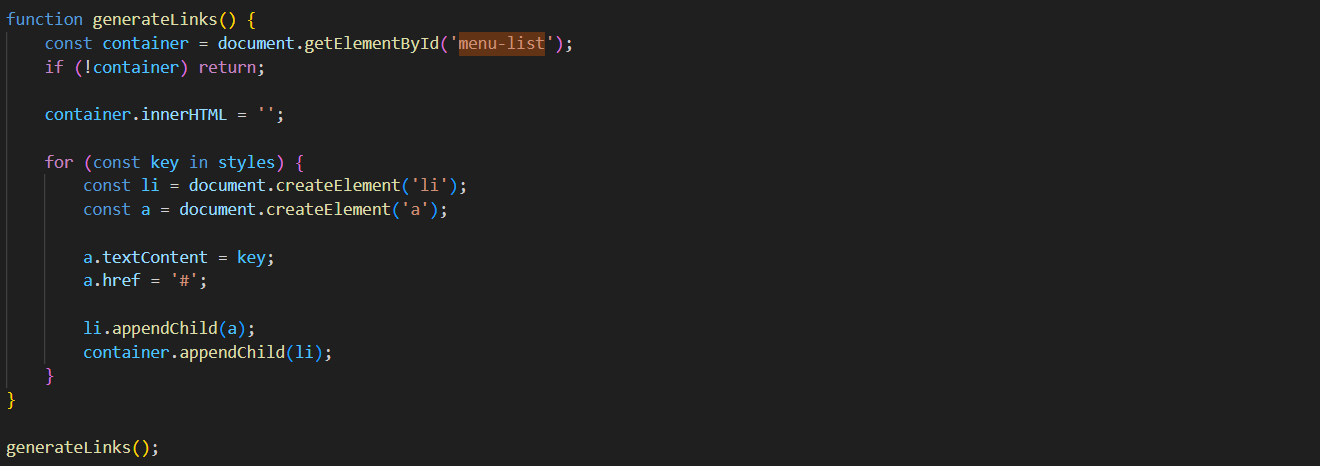 function generateLinks() {
    const container = document.getElementById('menu-list');
    if (!container) return;

    container.innerHTML = '';

    for (const key in styles) {
        const li = document.createElement('li');
        const a = document.createElement('a');

        a.textContent = key;
        a.href = '#';

        li.appendChild(a);
        container.appendChild(li);
    }
}

generateLinks();